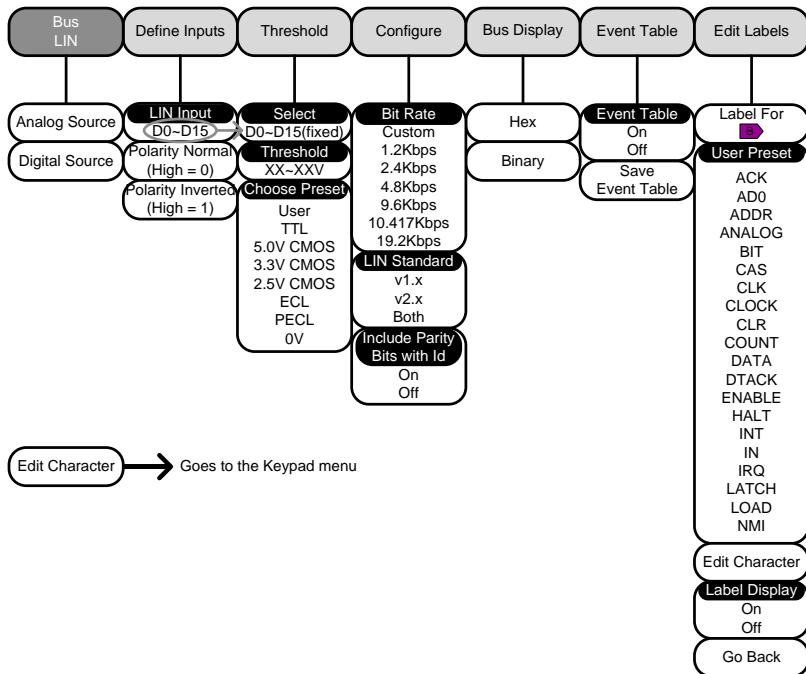 Bus
LIN
Define Inputs
Threshold
Configure
Bus Display
Event Table
Edit Labels
Analog Source
Digital Source
LIN Input
D0~D15
Polarity Normal
(High = 0)
Polarity Inverted
(High = 1)
Select
D0~D15(fixed)
Threshold
XX~XXV
Choose Preset
User
TTL
5.0V CMOS
3.3V CMOS
2.5V CMOS
ECL
PECL
0V
Bit Rate
Custom
1.2Kbps
2.4Kbps
4.8Kbps
9.6Kbps
10.417Kbps
19.2Kbps
LIN Standard
v1.x
v2.x
Both
Include Parity
Bits with Id
On
Off
Hex
Binary
Event Table
On
Off
Save
Event Table
Label For
B
User Preset
ACK
AD0
ADDR
ANALOG
BIT
CAS
CLK
CLOCK
CLR
COUNT
DATA
DTACK
ENABLE
HALT
INT
IN
IRQ
LATCH
LOAD
NMI
Edit Character
Label Display
On
Off
Go Back
Edit Character
Goes to the Keypad menu